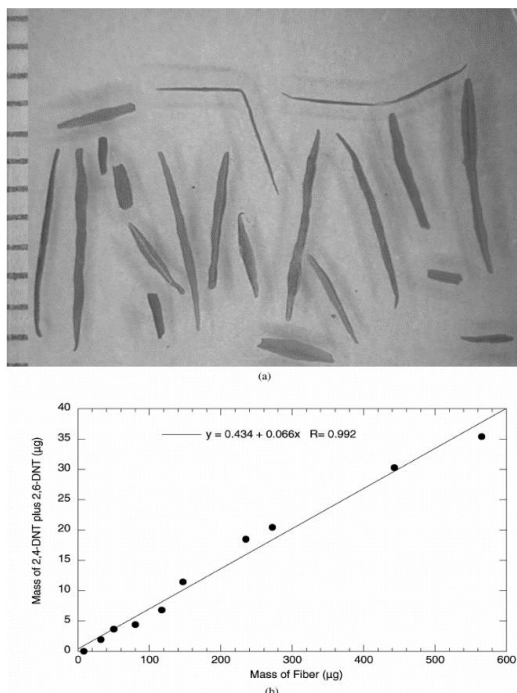 (a)
40
35
30
25
20
15
10
5
0
y = 0.434 + 0.066x R= 0.992
Mass of 2,4-DNT plus 2,6-DNT (µg)
0 100 200 300 400 500 600
Mass of Fiber (µg)
(b)